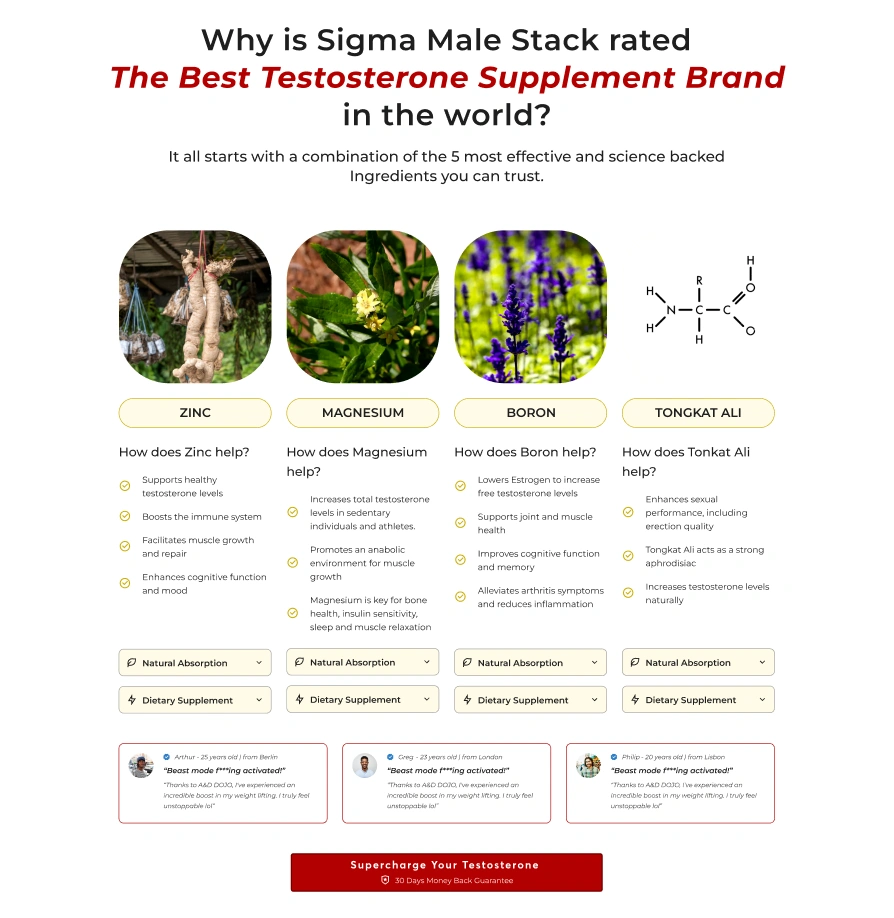 Why is Sigma Male Stack rated
The Best Testosterone Supplement Brand
in the world?
It all starts with a combination of the 5 most effective and science backed
Ingredients you can trust.
H
H
N
R
C
H
C
H
O
O
ZINC
MAGNESIUM
BORON
TONGKAT ALI
How does Zinc help?
Supports healthy
testosterone levels
Boosts the immune system
Facilitates muscle growth
and repair
Enhances cognitive function
and mood
How does Magnesium
help?
Increases total testosterone
levels in sedentary
individuals and athletes.
Promotes an anabolic
environment for muscle
growth
Magnesium is key for bone
health, insulin sensitivity,
sleep and muscle relaxation
How does Boron help?
Lowers Estrogen to increase
free testosterone levels
Supports joint and muscle
health
Improves cognitive function
and memory
Alleviates arthritis symptoms
and reduces inflammation
How does Tonkat Ali
help?
Enhances sexual
performance, including
erection quality
Tongkat Ali acts as a strong
aphrodisiac
Increases testosterone levels
naturally
Natural Absorption
Natural Absorption
Natural Absorption
Natural Absorption
Dietary Supplement
Dietary Supplement
Dietary Supplement
Dietary Supplement
Arthur - 25 years old | from Berlin
"Beast mode f***ing activated!"
"Thanks to A&D DOJO, I've experienced an
incredible boost in my weight lifting. I truly feel
unstoppable lol"
Greg - 23 years old | from London
"Beast mode f***ing activated!"
"Thanks to A&D DOJO, I've experienced an
incredible boost in my weight lifting. I truly feel
unstoppable lol"
Philip - 20 years old | from Lisbon
"Beast mode f***ing activated!"
"Thanks to A&D DOJO, I've experienced an
incredible boost in my weight lifting. I truly feel
unstoppable lol"
Supercharge Your Testosterone
30 Days Money Back Guarantee